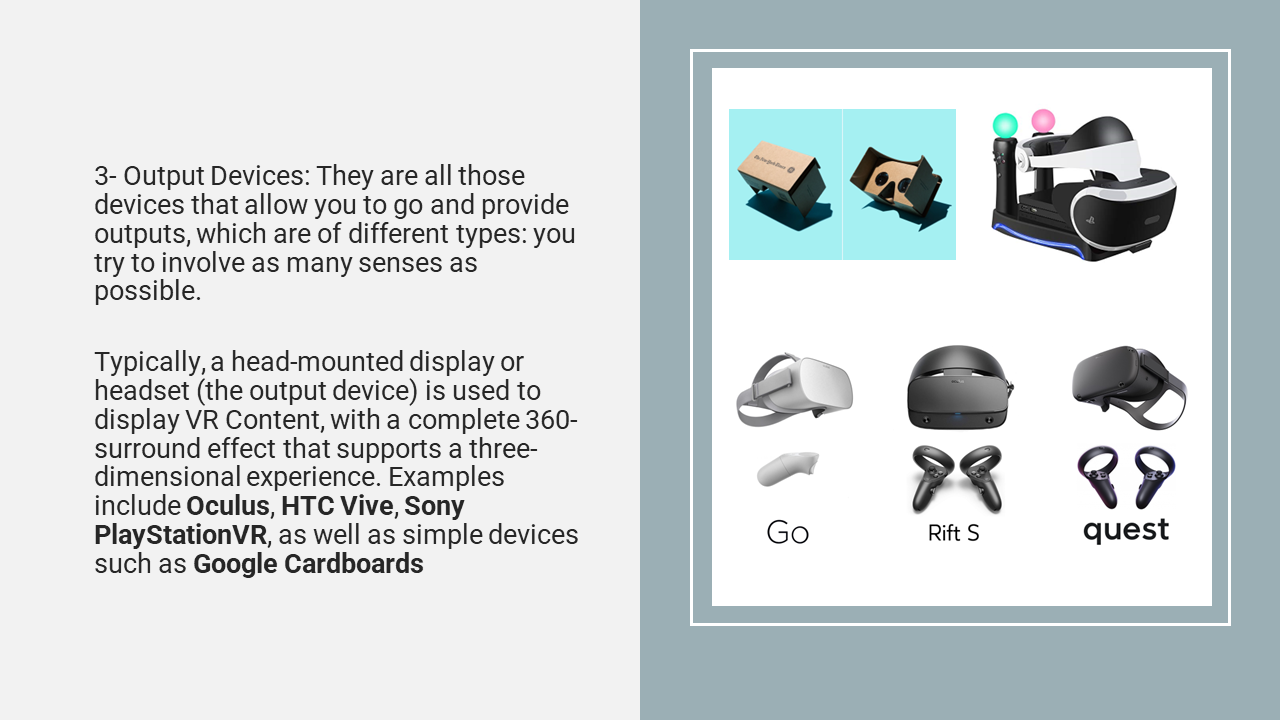 3- Output Devices: They are all those
devices that allow you to go and provide
outputs, which are of different types: you
try to involve as many senses as
possible.
Typically, a head-mounted display or
headset (the output device) is used to
display VR Content, with a complete 360-
surround effect that supports a three-
dimensional experience. Examples
include Oculus, HTC Vive, Sony
PlayStationVR, as well as simple devices
such as Google Cardboards
Go
Rift S
quest